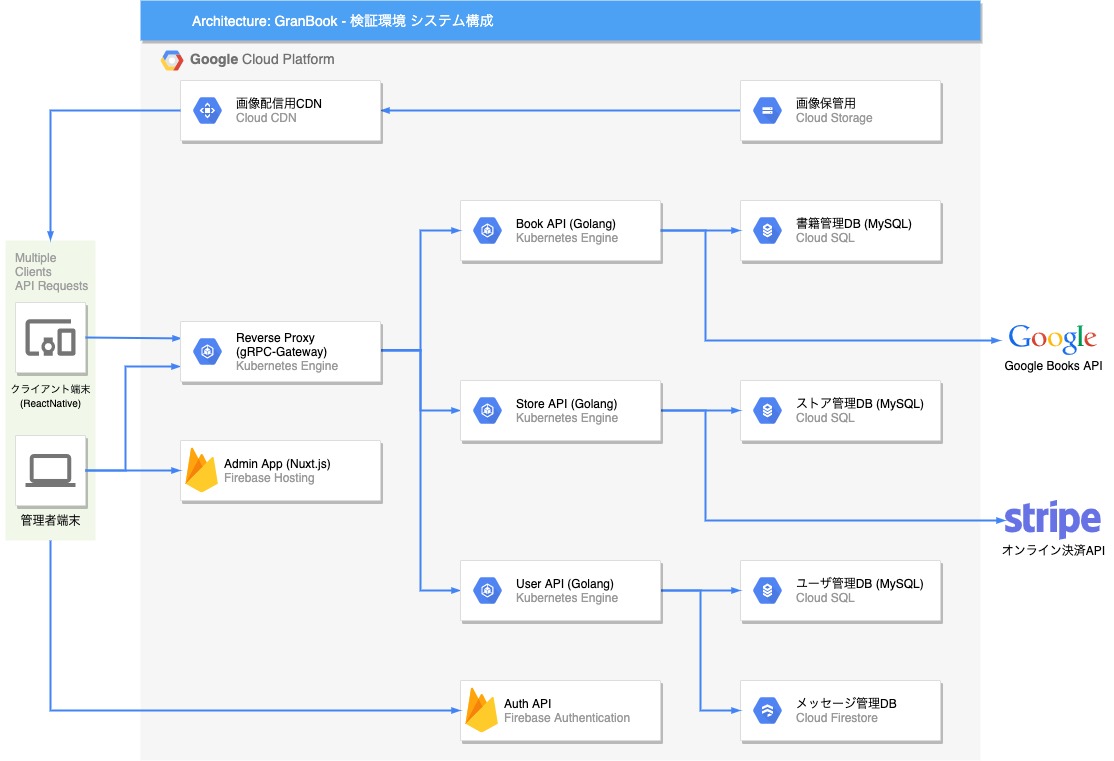 Architecture: GranBook - 検証環境 システム構成
Google Cloud Platform
画像配信用CDN
Cloud CDN
画像保管用
Cloud Storage
Multiple
Clients
API Requests
クライアント端末
(ReactNative)
管理者端末
Reverse Proxy
(gRPC-Gateway)
Kubernetes Engine
Admin App (Nuxt.js)
Firebase Hosting
Book API (Golang)
Kubernetes Engine
書籍管理DB (MySQL)
Cloud SQL
Google
Google Books API
Store API (Golang)
Kubernetes Engine
ストア管理DB (MySQL)
Cloud SQL
stripe
オンライン決済API
User API (Golang)
Kubernetes Engine
ユーザ管理DB (MySQL)
Cloud SQL
Auth API
Firebase Authentication
メッセージ管理DB
Cloud Firestore